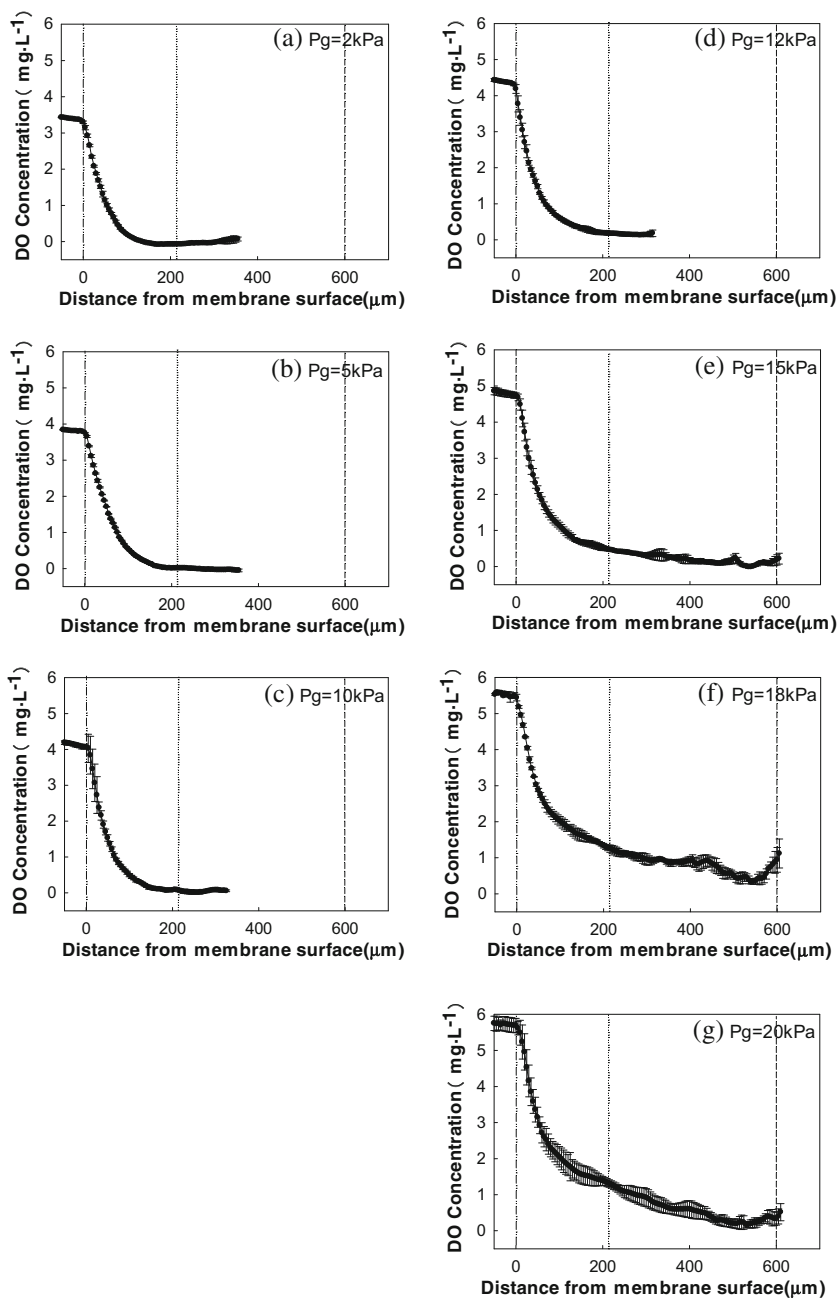 (a) Pg=2kPa
DO Concentration( mg·L⁻¹)
6
5
4
3
2
1
0
0 200 400 600
Distance from membrane surface(μm)
(b) Pg=5kPa
DO Concentration( mg·L⁻¹)
6
5
4
3
2
1
0
0 200 400 600
Distance from membrane surface(μm)
(c) Pg=10kPa
DO Concentration( mg·L⁻¹)
6
5
4
3
2
1
0
0 200 400 600
Distance from membrane surface(μm)
(d) Pg=12kPa
DO Concentration( mg·L⁻¹)
6
5
4
3
2
1
0
0 200 400 600
Distance from membrane surface(μm)
(e) Pg=15kPa
DO Concentration( mg·L⁻¹)
6
5
4
3
2
1
0
0 200 400 600
Distance from membrane surface(μm)
(f) Pg=18kPa
DO Concentration( mg·L⁻¹)
6
5
4
3
2
1
0
0 200 400 600
Distance from membrane surface(μm)
(g) Pg=20kPa
DO Concentration( mg·L⁻¹)
6
5
4
3
2
1
0
0 200 400 600
Distance from membrane surface(μm)